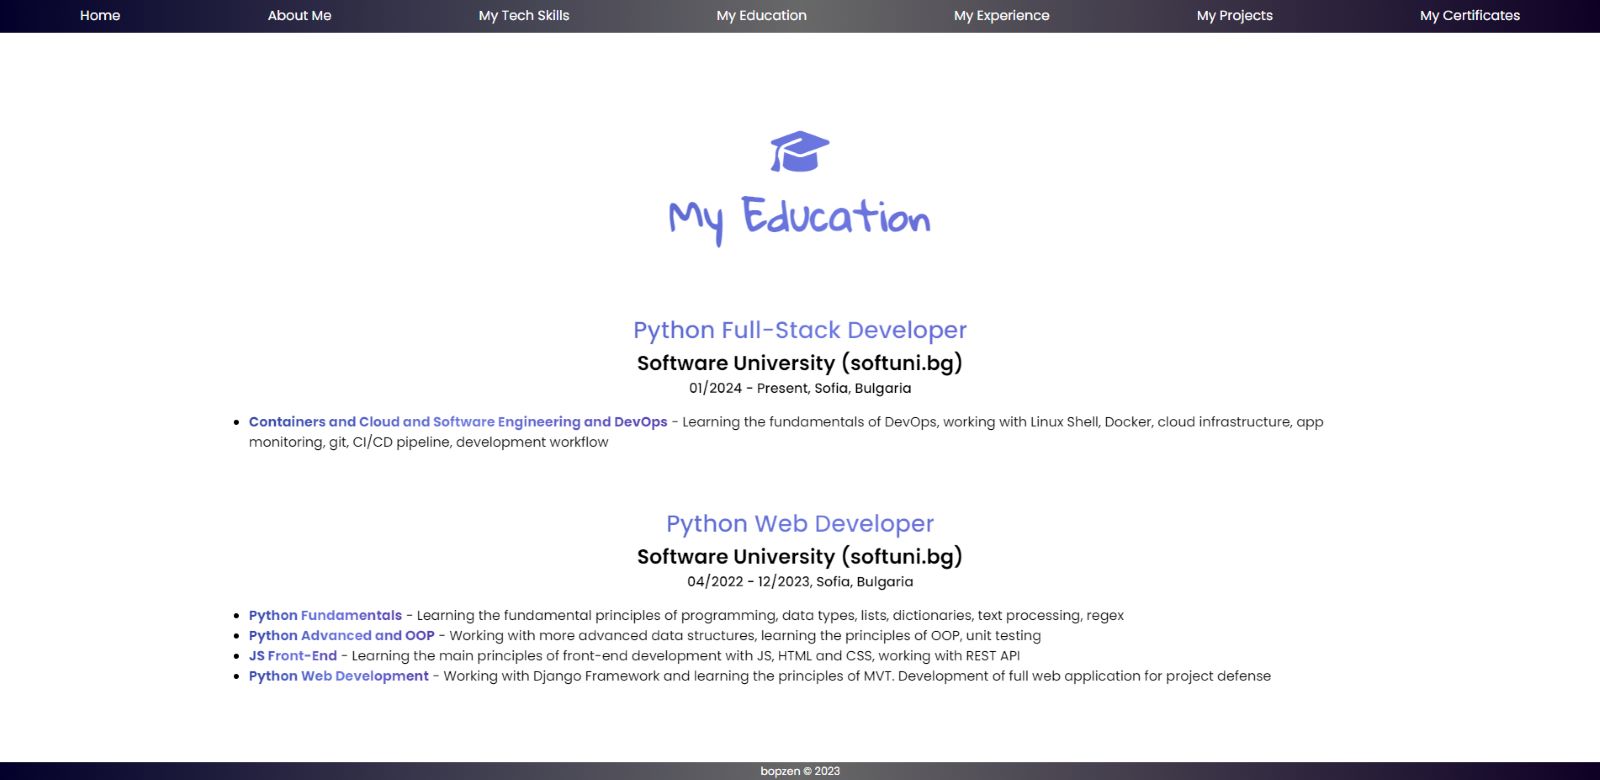 Home About Me My Tech Skills My Education My Experience My Projects My Certificates
My Education
Python Full-Stack Developer
Software University (softuni.bg)
01/2024 - Present, Sofia, Bulgaria
Containers and Cloud and Software Engineering and DevOps - Learning the fundamentals of DevOps, working with Linux Shell, Docker, cloud infrastructure, app
monitoring, git, CI/CD pipeline, development workflow
Python Web Developer
Software University (softuni.bg)
04/2022 - 12/2023, Sofia, Bulgaria
Python Fundamentals - Learning the fundamental principles of programming, data types, lists, dictionaries, text processing, regex
Python Advanced and OOP - Working with more advanced data structures, learning the principles of OOP, unit testing
JS Front-End - Learning the main principles of front-end development with JS, HTML and CSS, working with REST API
Python Web Development - Working with Django Framework and learning the principles of MVT. Development of full web application for project defense
bopzen © 2023